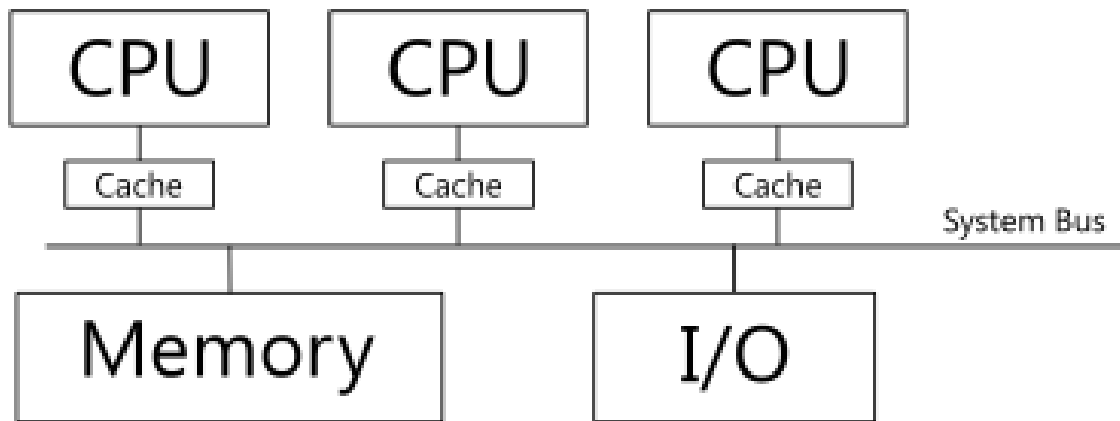 CPU CPU CPU
Cache Cache Cache
System Bus
Memory I/O